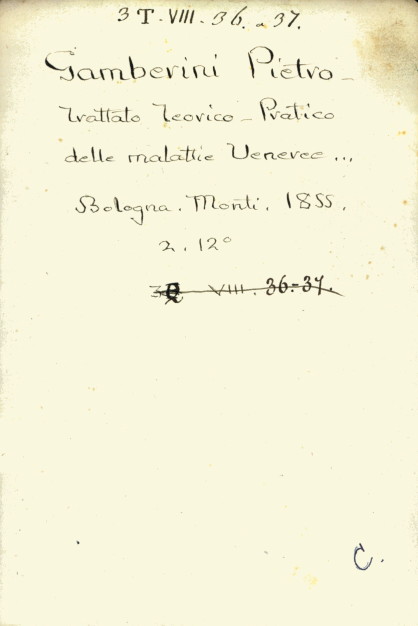 3 T. VIII. 36. a 37.
Gamberini Pietro -
Trattato Teorico - Pratico
delle malattie Veneree ...
Bologna. Monti. 1855.
2. 12°
VIII. 36.=37.
C.